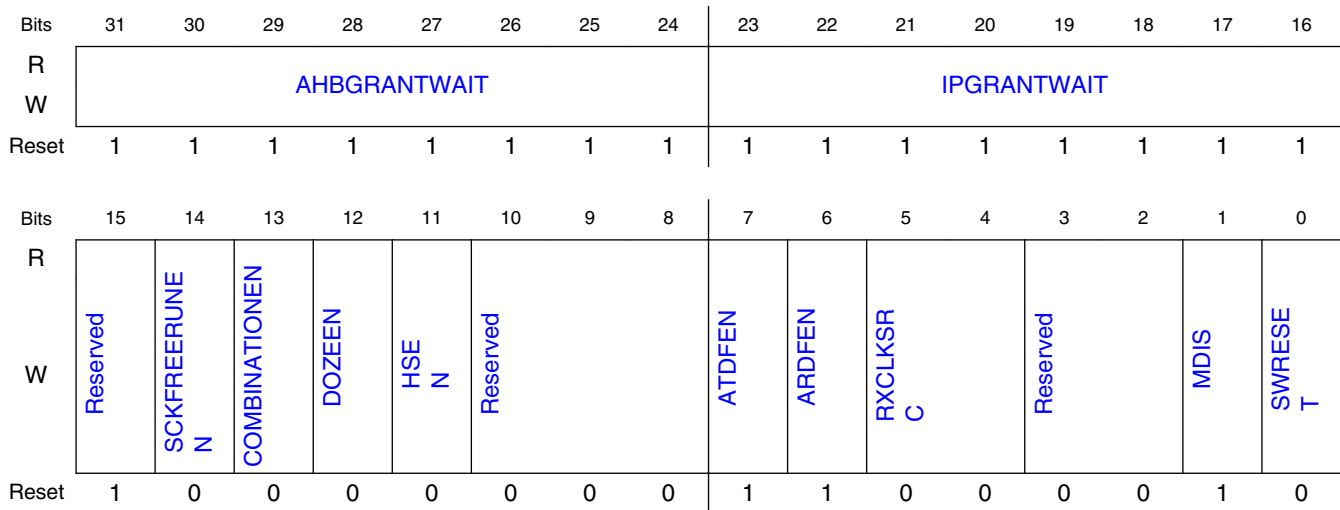 Bits 31 30 29 28 27 26 25 24 23 22 21 20 19 18 17 16
R
AHBGRANTWAIT IPGRANTWAIT
W
Reset 1 1 1 1 1 1 1 1 1 1 1 1 1 1 1 1
Bits 15 14 13 12 11 10 9 8 7 6 5 4 3 2 1 0
R
W
Reserved
SCKFREERUNE
N
COMBINATIONEN
DOZEEN
HSE
N
Reserved
ATDFEN
ARDFEN
RXCLKSR
C
Reserved
MDIS
SWRESE
T
Reset 1 0 0 0 0 0 0 0 1 1 0 0 0 0 1 0